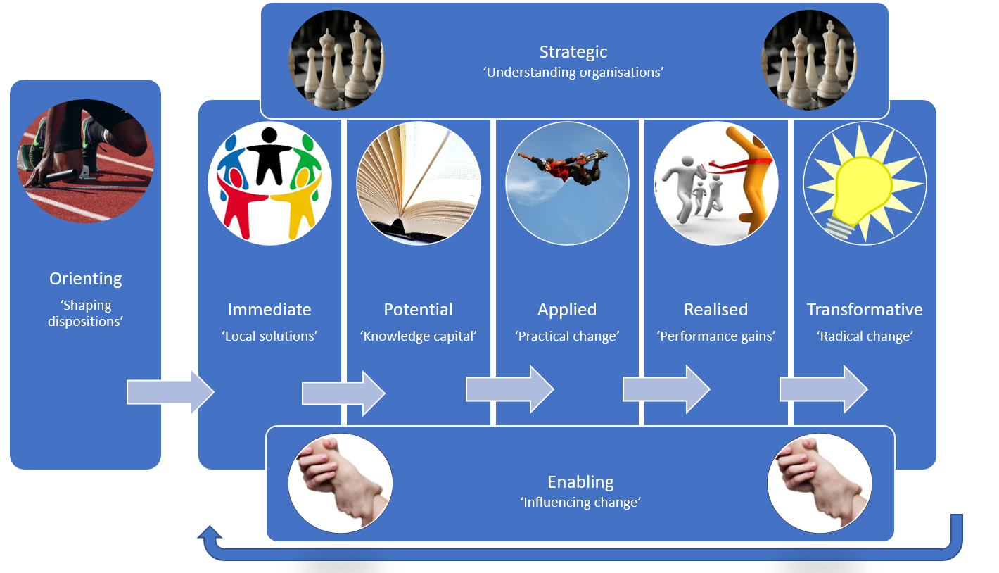 Strategic
‘Understanding organisations’
Orienting
‘Shaping
dispositions’
Immediate
‘Local solutions’
Potential
‘Knowledge capital’
Applied
‘Practical change’
Realised
‘Performance gains’
Transformative
‘Radical change’
Enabling
‘Influencing change’